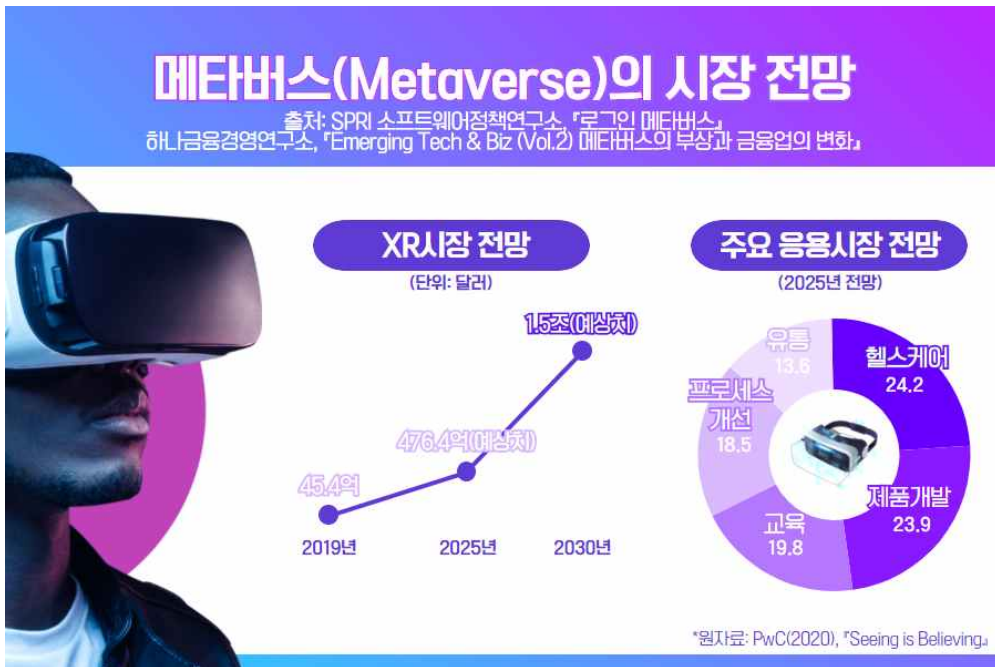 메타버스(Metaverse)의 시장 전망
출처: SPRI 소프트웨어정책연구소, 『로그인 메타버스』
하나금융경영연구소, 『Emerging Tech & Biz (Vol.2) 메타버스의 부상과 금융업의 변화』
XR시장 전망
(단위: 달러)
1.5조(예상치)
476.4억(예상치)
45.4억
2019년
2025년
2030년
주요 응용시장 전망
(2025년 전망)
헬스케어
24.2
제품개발
23.9
교육
19.8
프로세스
개선
18.5
유통
13.6
*원자료: PwC(2020), 『Seeing is Believing』